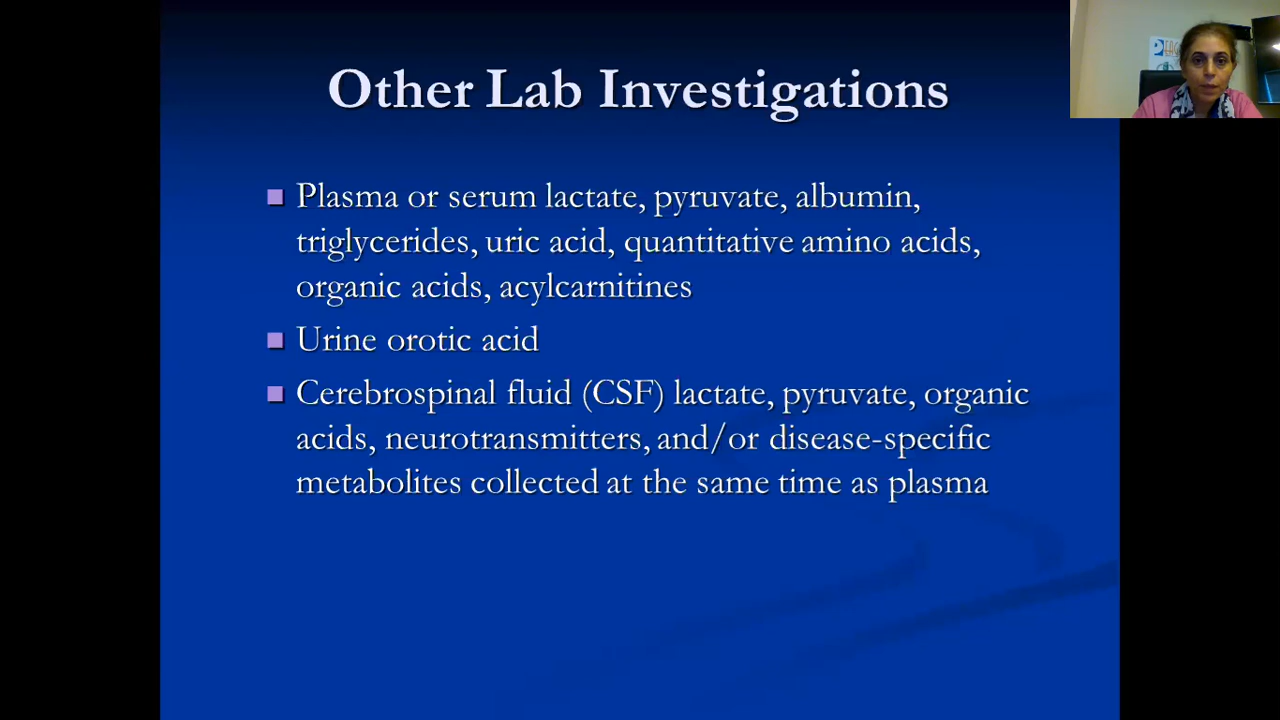 Other Lab Investigations
Plasma or serum lactate, pyruvate, albumin,
triglycerides, uric acid, quantitative amino acids,
organic acids, acylcarnitines
Urine orotic acid
Cerebrospinal fluid (CSF) lactate, pyruvate, organic
acids, neurotransmitters, and/or disease-specific
metabolites collected at the same time as plasma